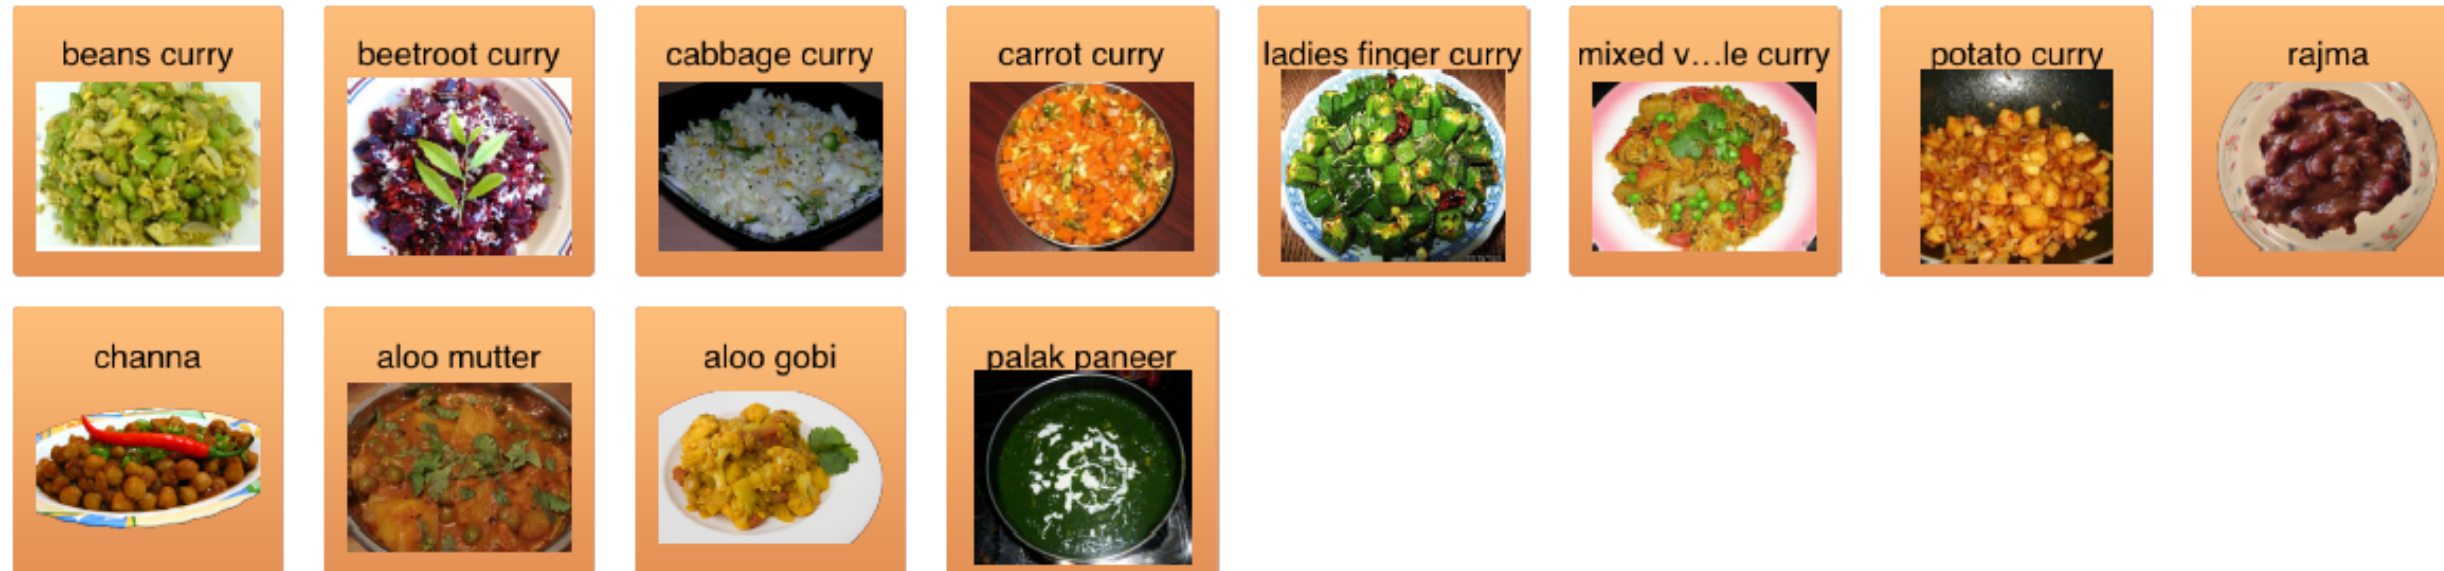 beans curry
beetroot curry
cabbage curry
carrot curry
ladies finger curry
mixed v...le curry
potato curry
rajma
channa
aloo mutter
aloo gobi
palak paneer